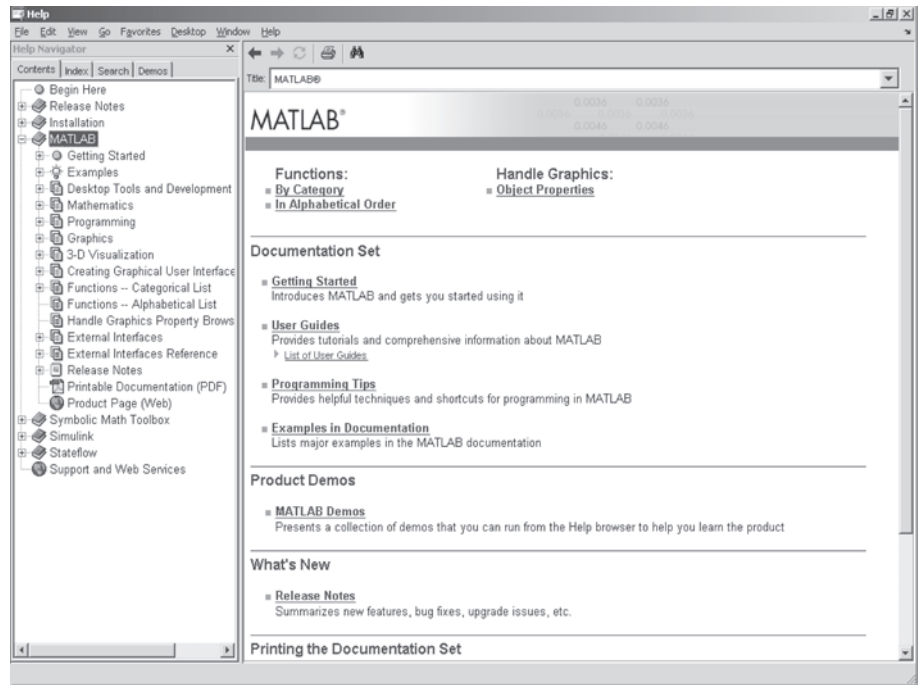 Help
File Edit View Go Favorites Desktop Window Help
Help Navigator
Contents Index Search Demos
Begin Here
Release Notes
Installation
MATLAB
Getting Started
Examples
Desktop Tools and Development
Mathematics
Programming
Graphics
3-D Visualization
Creating Graphical User Interface
Functions -- Categorical List
Functions -- Alphabetical List
Handle Graphics Property Brows
External Interfaces
External Interfaces Reference
Release Notes
Printable Documentation (PDF)
Product Page (Web)
Symbolic Math Toolbox
Simulink
Stateflow
Support and Web Services
Title: MATLAB®
MATLAB®
0.0036 0.0036
0.0046 0.0046
Functions:
By Category
In Alphabetical Order
Handle Graphics:
Object Properties
Documentation Set
Getting Started
Introduces MATLAB and gets you started using it
User Guides
Provides tutorials and comprehensive information about MATLAB
List of User Guides
Programming Tips
Provides helpful techniques and shortcuts for programming in MATLAB
Examples in Documentation
Lists major examples in the MATLAB documentation
Product Demos
MATLAB Demos
Presents a collection of demos that you can run from the Help browser to help you learn the product
What's New
Release Notes
Summarizes new features, bug fixes, upgrade issues, etc.
Printing the Documentation Set